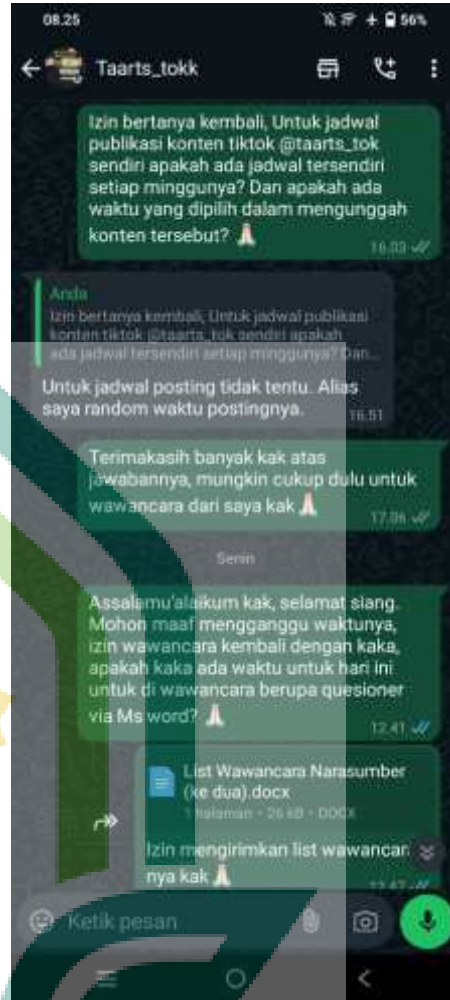 08.25
56%
Taarts_tokk
Izin bertanya kembali, Untuk jadwal
publikasi konten tiktok @taarts_tok
sendiri apakah ada jadwal tersendiri
setiap minggunya? Dan apakah ada
waktu yang dipilih dalam mengunggah
konten tersebut? 🙏🏻
16.03
Anda
Izin bertanya kembali, Untuk jadwal publikasi
konten tiktok @taarts_tok sendiri apakah
ada jadwal tersendiri setiap minggunya? Dan...
Untuk jadwal posting tidak tentu. Alias
saya random waktu postingnya.
16.51
Terimakasih banyak kak atas
jawabannya, mungkin cukup dulu untuk
wawancara dari saya kak 🙏🏻
17.06
Senin
Assalamu'alaikum kak, selamat siang.
Mohon maaf mengganggu waktunya,
izin wawancara kembali dengan kaka,
apakah kaka ada waktu untuk hari ini
untuk di wawancara berupa quesioner
via Ms word? 🙏🏻
12.41
List Wawancara Narasumber
(ke dua).docx
1 halaman • 26 kB • DOCX
Izin mengirimkan list wawancar
nya kak 🙏🏻
12.42
Ketik pesan